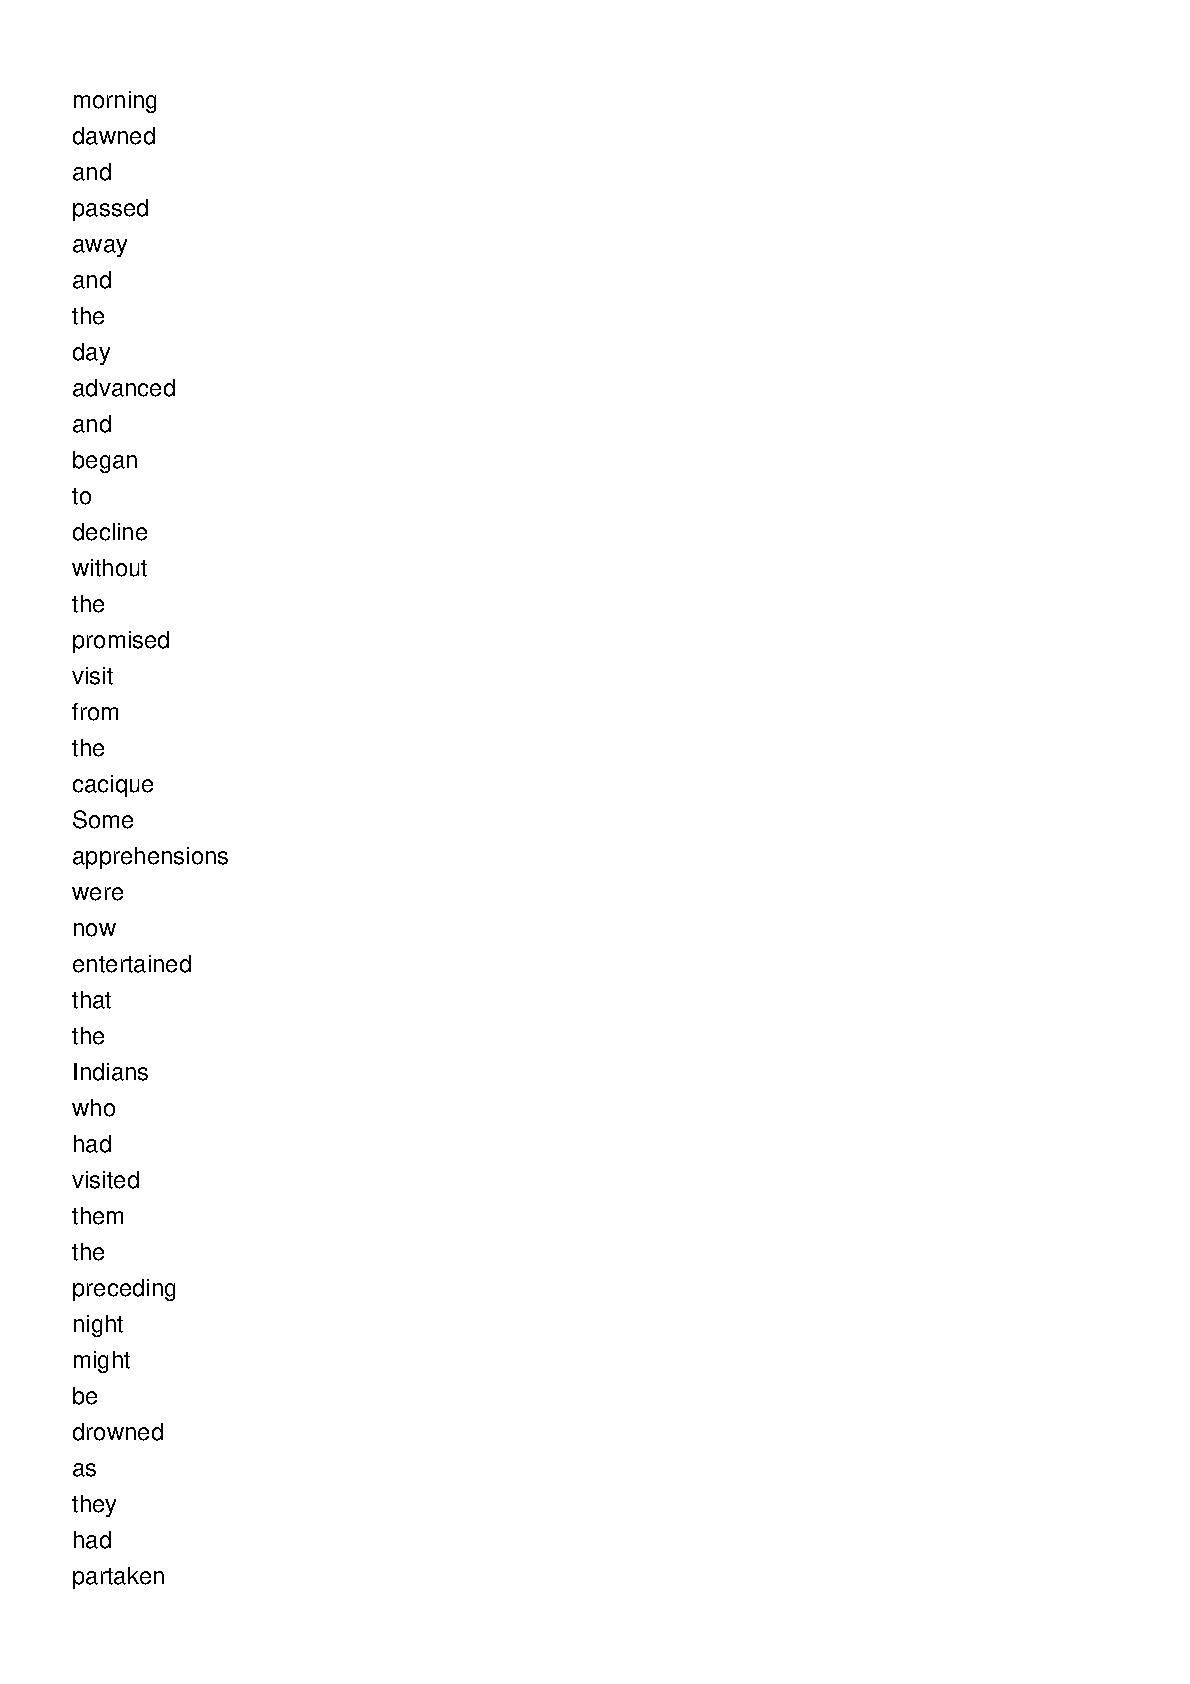 morning
dawned
and
passed
away
and
the
day
advanced
and
began
to
decline
without
the
promised
visit
from
the
cacique
Some
apprehensions
were
now
entertained
that
the
Indians
who
had
visited
them
the
preceding
night
might
be
drowned
as
they
had
partaken